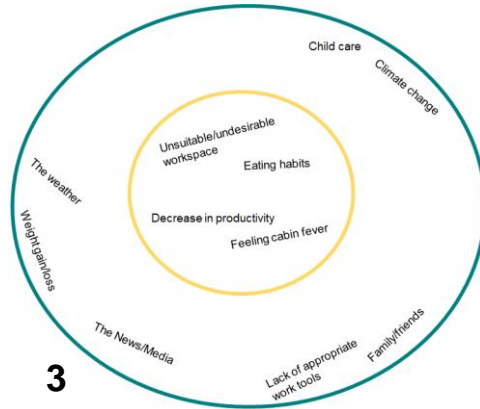 Child care
Climate change
Unsuitable/undesirable
workspace
Eating habits
The weather
Decrease in productivity
Feeling cabin fever
Weight gain/loss
The News/Media
Family/friends
Lack of appropriate
work tools
3